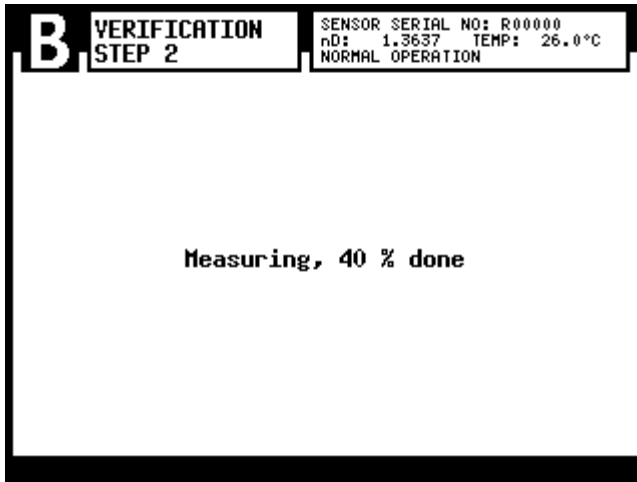 B
VERIFICATION
STEP 2
SENSOR SERIAL NO: R00000
nD: 1.3637 TEMP: 26.0°C
NORMAL OPERATION
Measuring, 40 % done